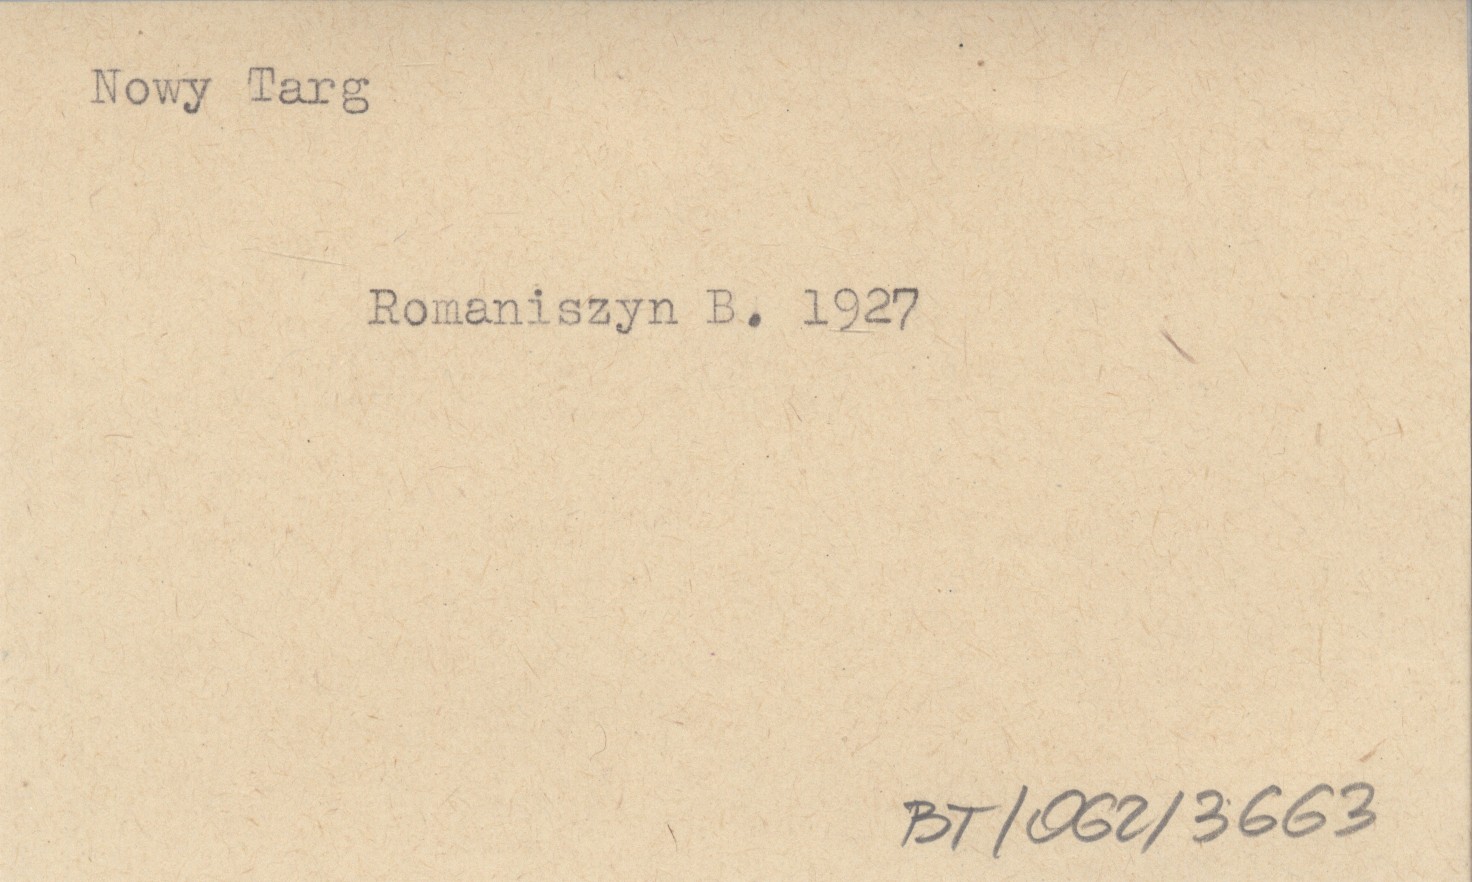 Nowy Targ
Romaniszyn B. 1927
BT/062/3663